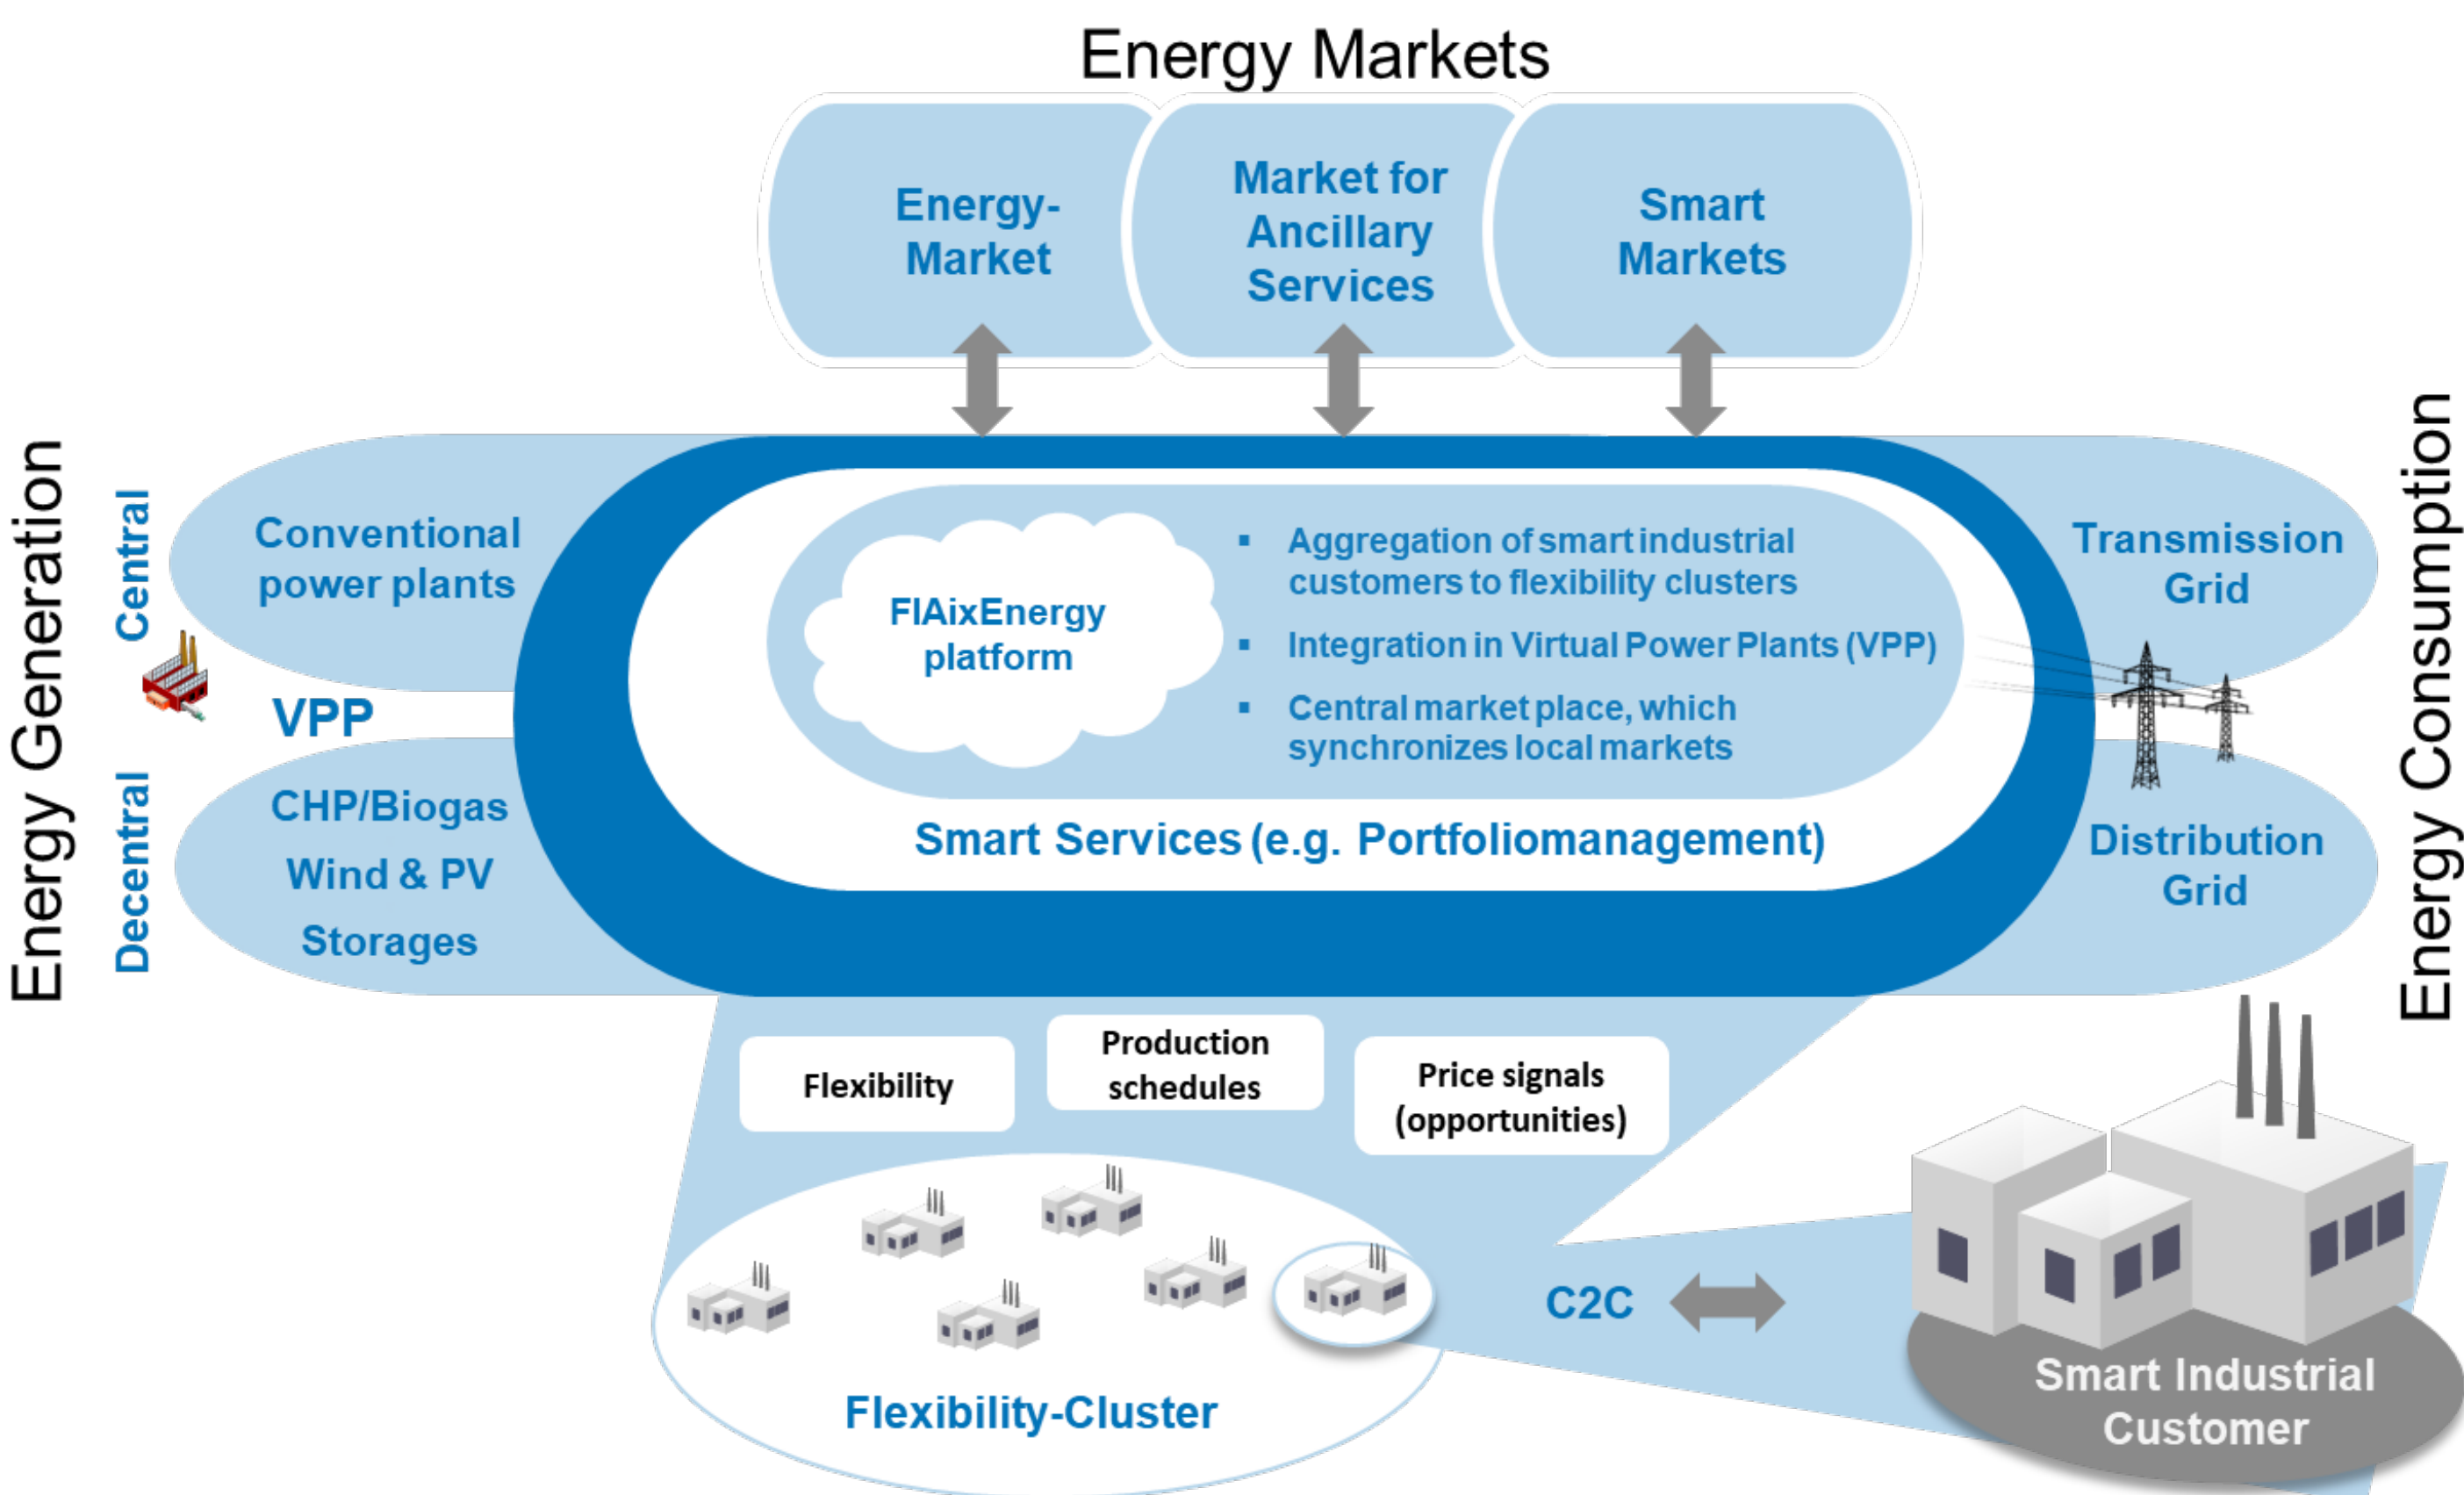 Energy Markets
Energy-
Market
Market for
Ancillary
Services
Smart
Markets
Energy Generation
Central
Conventional
power plants
VPP
Decentral
CHP/Biogas
Wind & PV
Storages
FlAixEnergy
platform
▪ Aggregation of smart industrial
customers to flexibility clusters
▪ Integration in Virtual Power Plants (VPP)
▪ Central market place, which
synchronizes local markets
Smart Services (e.g. Portfoliomanagement)
Transmission
Grid
Distribution
Grid
Energy Consumption
Flexibility
Production
schedules
Price signals
(opportunities)
Flexibility-Cluster
C2C
Smart Industrial
Customer